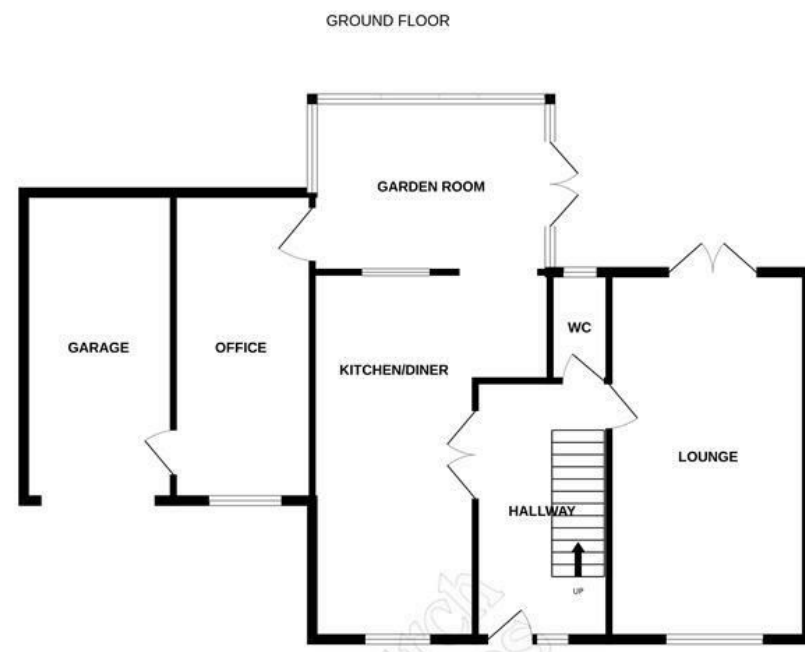 GROUND FLOOR
GARDEN ROOM
WC
GARAGE
OFFICE
KITCHEN/DINER
LOUNGE
HALLWAY
UP